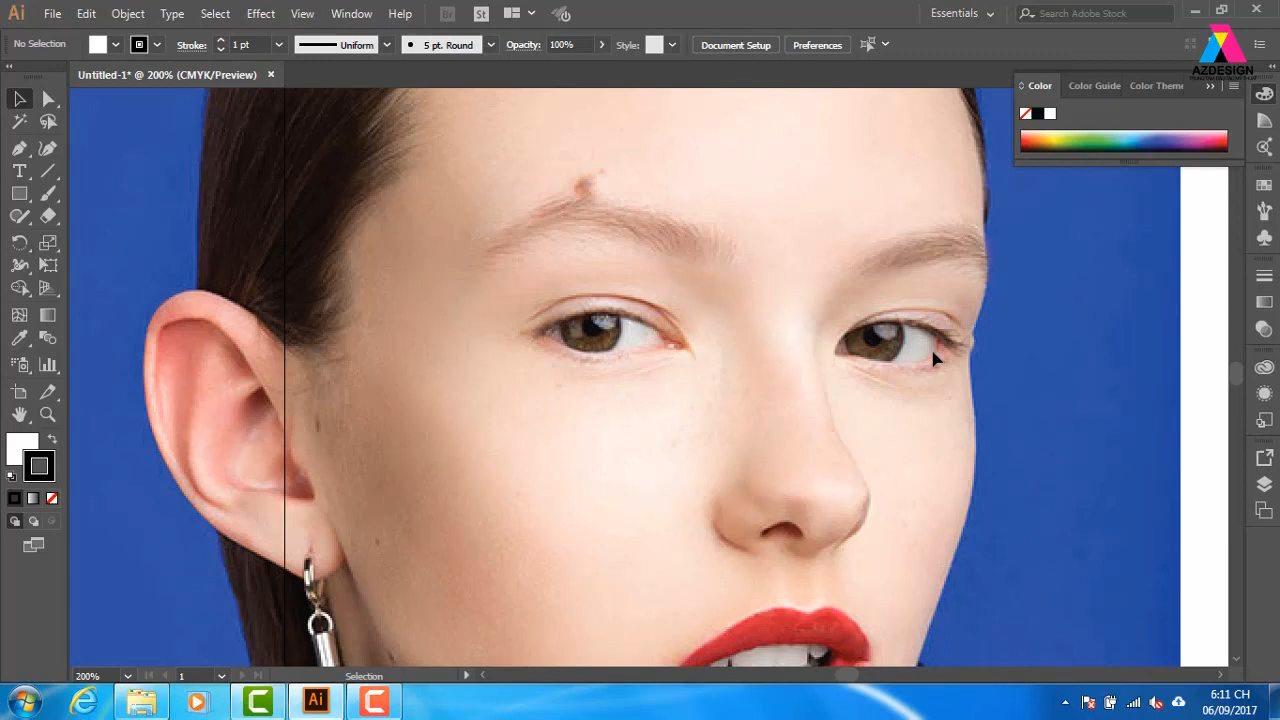 Ai File Edit Object Type Select Effect View Window Help Br St Essentials Search Adobe Stock
No Selection Stroke: 1 pt Uniform 5 pt. Round Opacity: 100% Style: Document Setup Preferences
AZDESIGN
Untitled-1* @ 200% (CMYK/Preview)
Color Color Guide Color Theme
200% 1 Selection
Ai
6:11 CH
06/09/2017